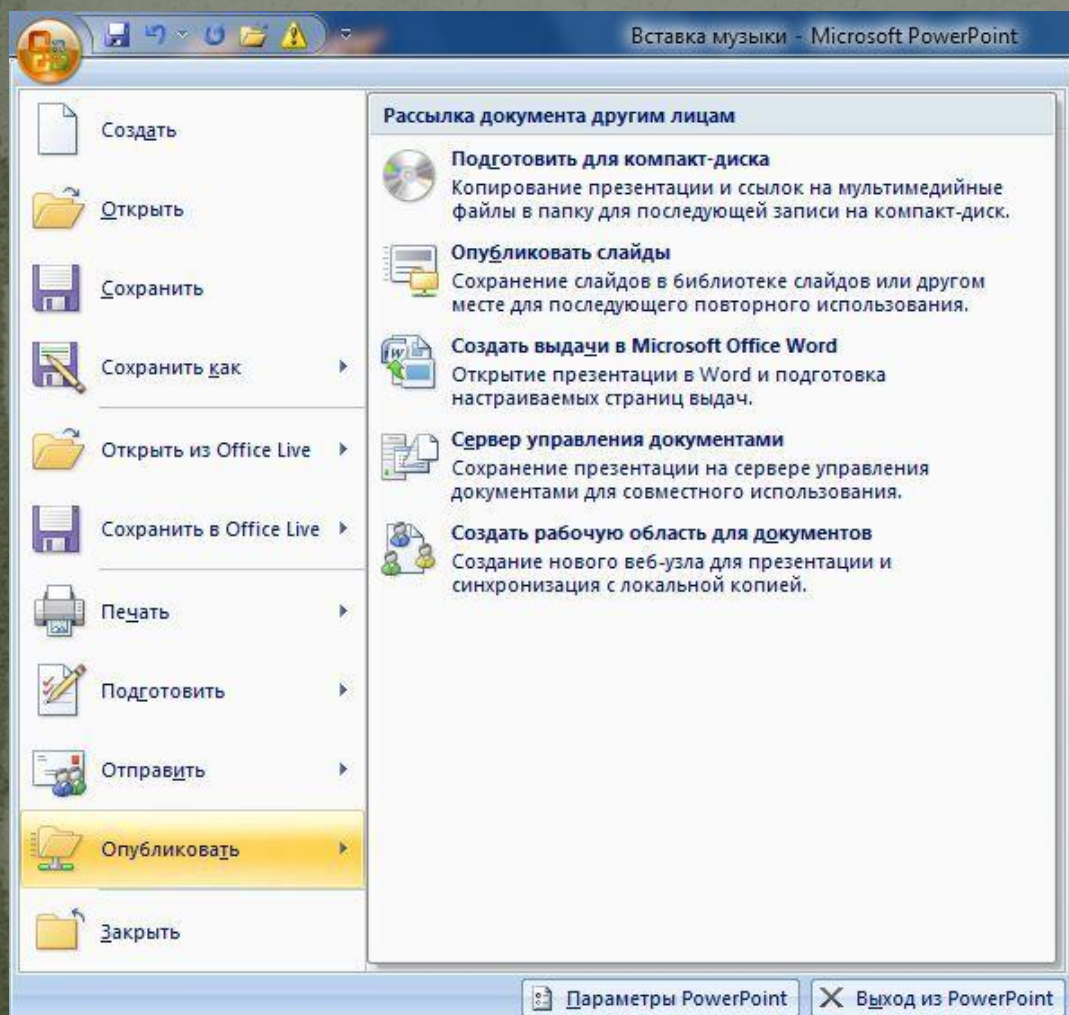 Вставка музыки - Microsoft PowerPoint
Создать
Открыть
Сохранить
Сохранить как
Открыть из Office Live
Сохранить в Office Live
Печать
Подготовить
Отправить
Опубликовать
Закрыть
Рассылка документа другим лицам
Подготовить для компакт-диска
Копирование презентации и ссылок на мультимедийные
файлы в папку для последующей записи на компакт-диск.
Опубликовать слайды
Сохранение слайдов в библиотеке слайдов или другом
месте для последующего повторного использования.
Создать выдачи в Microsoft Office Word
Открытие презентации в Word и подготовка
настраиваемых страниц выдач.
Сервер управления документами
Сохранение презентации на сервере управления
документами для совместного использования.
Создать рабочую область для документов
Создание нового веб-узла для презентации и
синхронизация с локальной копией.
Параметры PowerPoint
Выход из PowerPoint